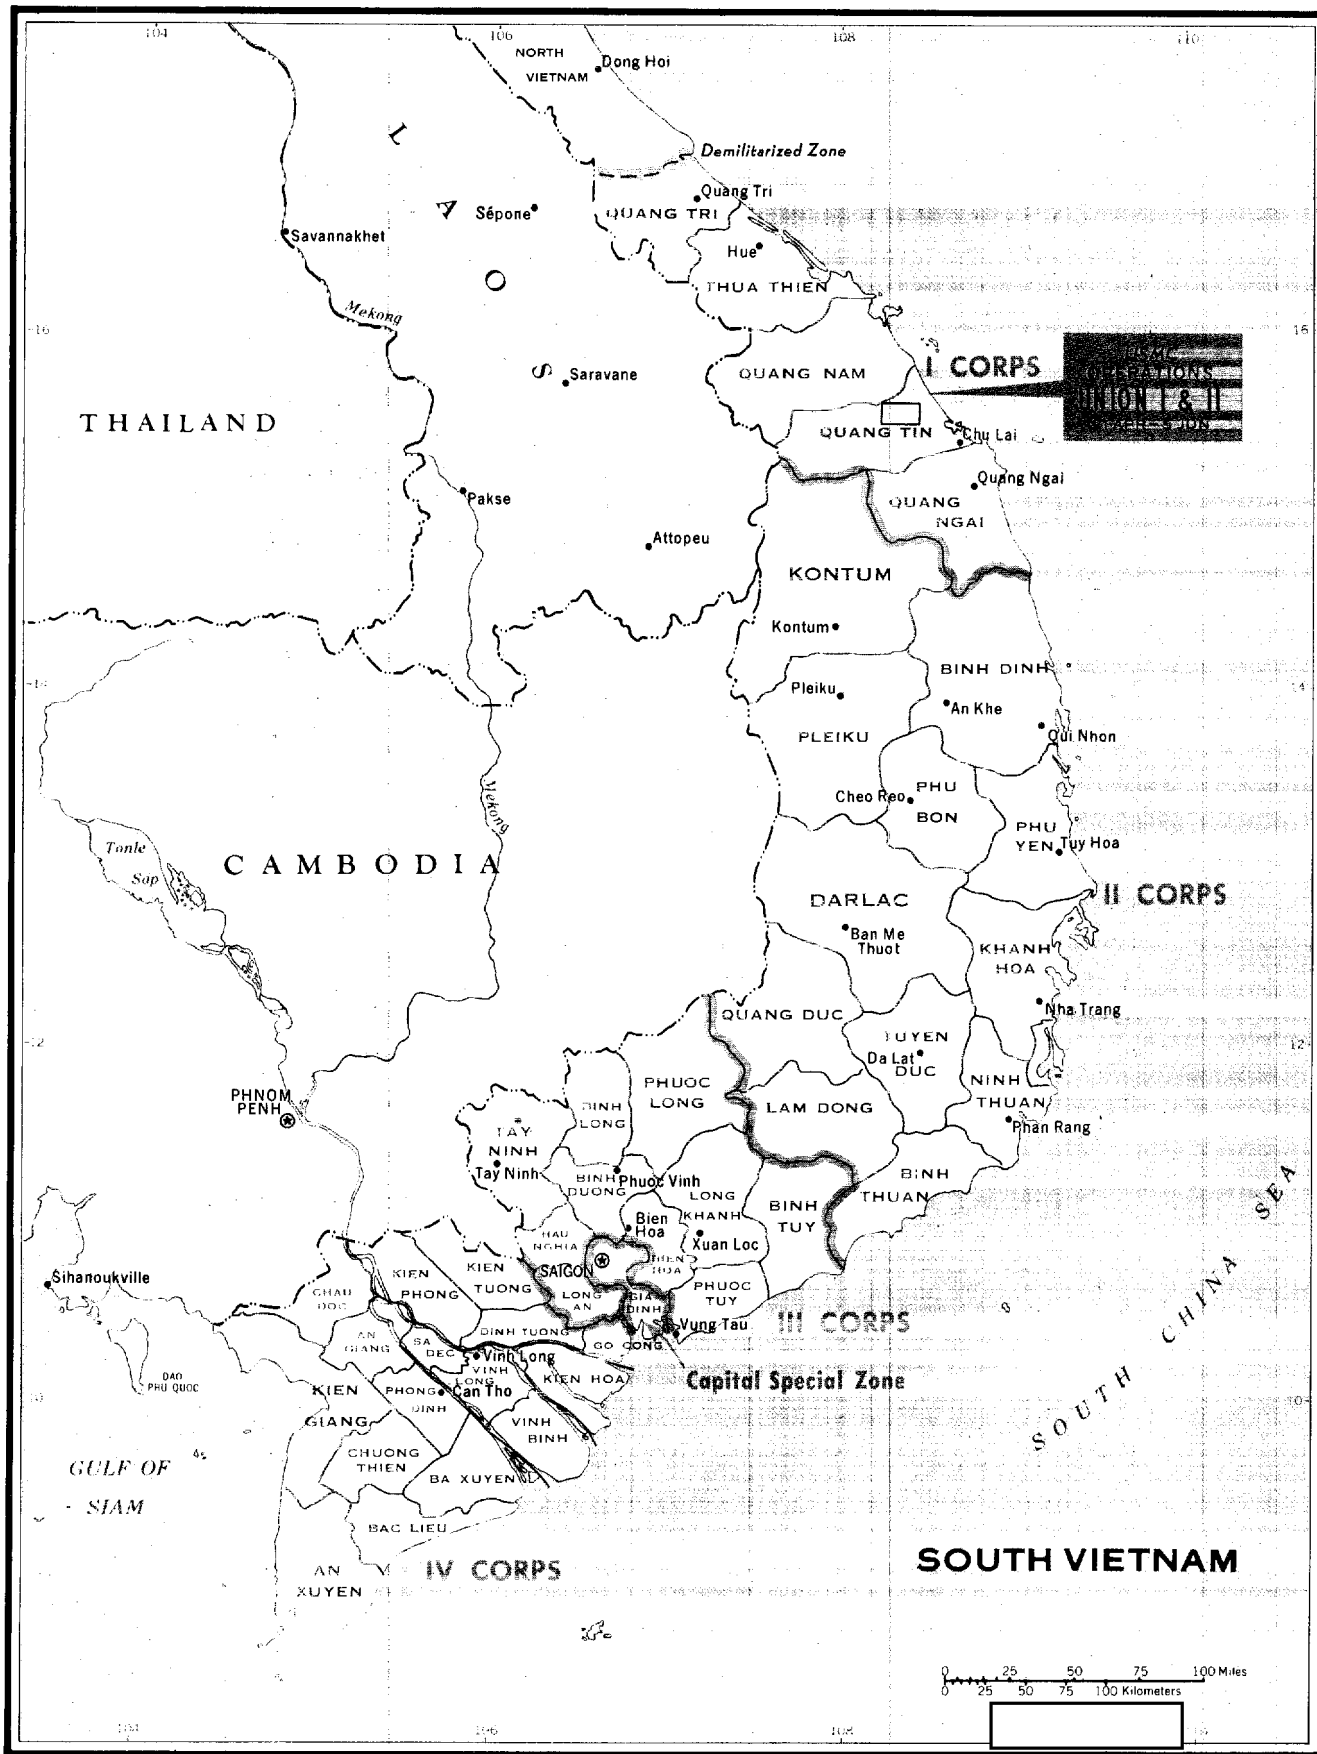 104
106
108
110
NORTH
VIETNAM
Dong Hoi
L A O S
Demilitarized Zone
Quang Tri
Sépone
QUANG TRI
Savannakhet
Hue
THUA THIEN
Mekong
16
16
I CORPS
USMC
OPERATIONS
UNION I & II
Saravane
QUANG NAM
THAILAND
QUANG TIN
Chu Lai
Pakse
Quang Ngai
QUANG
NGAI
Attopeu
KONTUM
Kontum
BINH DINH
14
14
Pleiku
An Khe
PLEIKU
Qui Nhon
Mekong
Cheo Reo
PHU
BON
PHU
YEN
Tuy Hoa
Tonle
Sap
CAMBODIA
DARLAC
II CORPS
Ban Me
Thuot
KHANH
HOA
QUANG DUC
Nha Trang
12
12
TUYEN
DUC
Da Lat
PHNOM
PENH
PHUOC
LONG
BINH
LONG
LAM DONG
NINH
THUAN
Phan Rang
TAY
NINH
Tay Ninh
BINH
DUONG
Phuoc Vinh
BINH
THUAN
LONG
KHANH
BINH
TUY
Bien
Hoa
Xuan Loc
HAU
NGHIA
SAIGON
BIEN
HOA
Sihanoukville
CHAU
DOC
KIEN
PHONG
KIEN
TUONG
LONG
AN
GIA
DINH
PHUOC
TUY
SOUTH CHINA SEA
III CORPS
Vung Tau
AN
GIANG
SA
DEC
DINH TUONG
GO CONG
Vinh Long
VINH
LONG
KIEN HOA
Capital Special Zone
DAO
PHU QUOC
KIEN
GIANG
PHONG
DINH
Can Tho
VINH
BINH
10
10
CHUONG
THIEN
BA XUYEN
GULF OF
SIAM
BAC LIEU
AN
XUYEN
IV CORPS
SOUTH VIETNAM
0 25 50 75 100 Miles
0 25 50 75 100 Kilometers
104
106
108